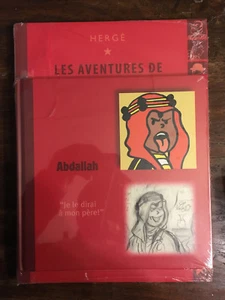 HERGÉ
LES AVENTURES DE
Abdallah
"Je le dirai
à mon père!"